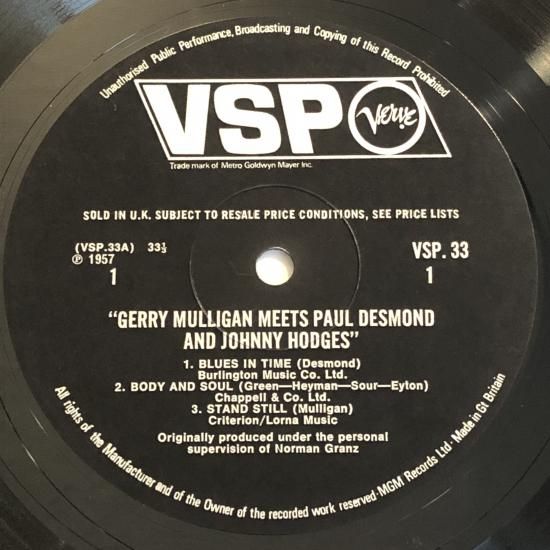 Unauthorised Public Performance, Broadcasting and Copying of this Record Prohibited
VSP Verve
Trade mark of Metro Goldwyn Mayer Inc.
SOLD IN U.K. SUBJECT TO RESALE PRICE CONDITIONS, SEE PRICE LISTS
(VSP.33A) 33⅓ VSP. 33
℗ 1957
1 1
"GERRY MULLIGAN MEETS PAUL DESMOND
AND JOHNNY HODGES"
1. BLUES IN TIME (Desmond)
Burlington Music Co. Ltd.
2. BODY AND SOUL (Green—Heyman—Sour—Eyton)
Chappell & Co. Ltd.
3. STAND STILL (Mulligan)
Criterion/Lorna Music
Originally produced under the personal
supervision of Norman Granz
All rights of the Manufacturer and of the Owner of the recorded work reserved·MGM Records Ltd·Made in Gt Britain